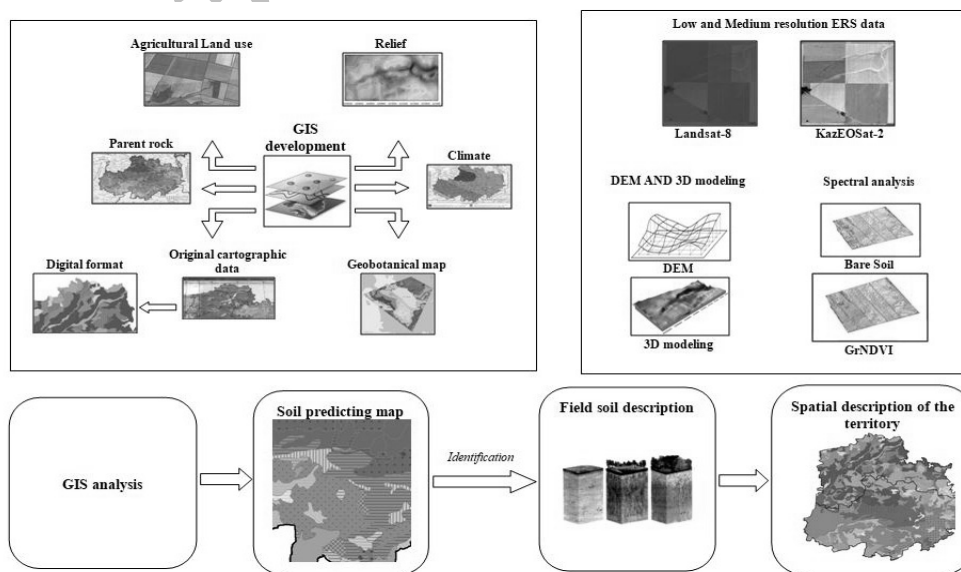 Agricultural Land use
Relief
GIS
development
Parent rock
Climate
Digital format
Original cartographic
data
Geobotanical map
Low and Medium resolution ERS data
Landsat-8
KazEOSat-2
DEM AND 3D modeling
Spectral analysis
DEM
Bare Soil
3D modeling
GrNDVI
GIS analysis
Soil predicting map
Identification
Field soil description
Spatial description of the
territory